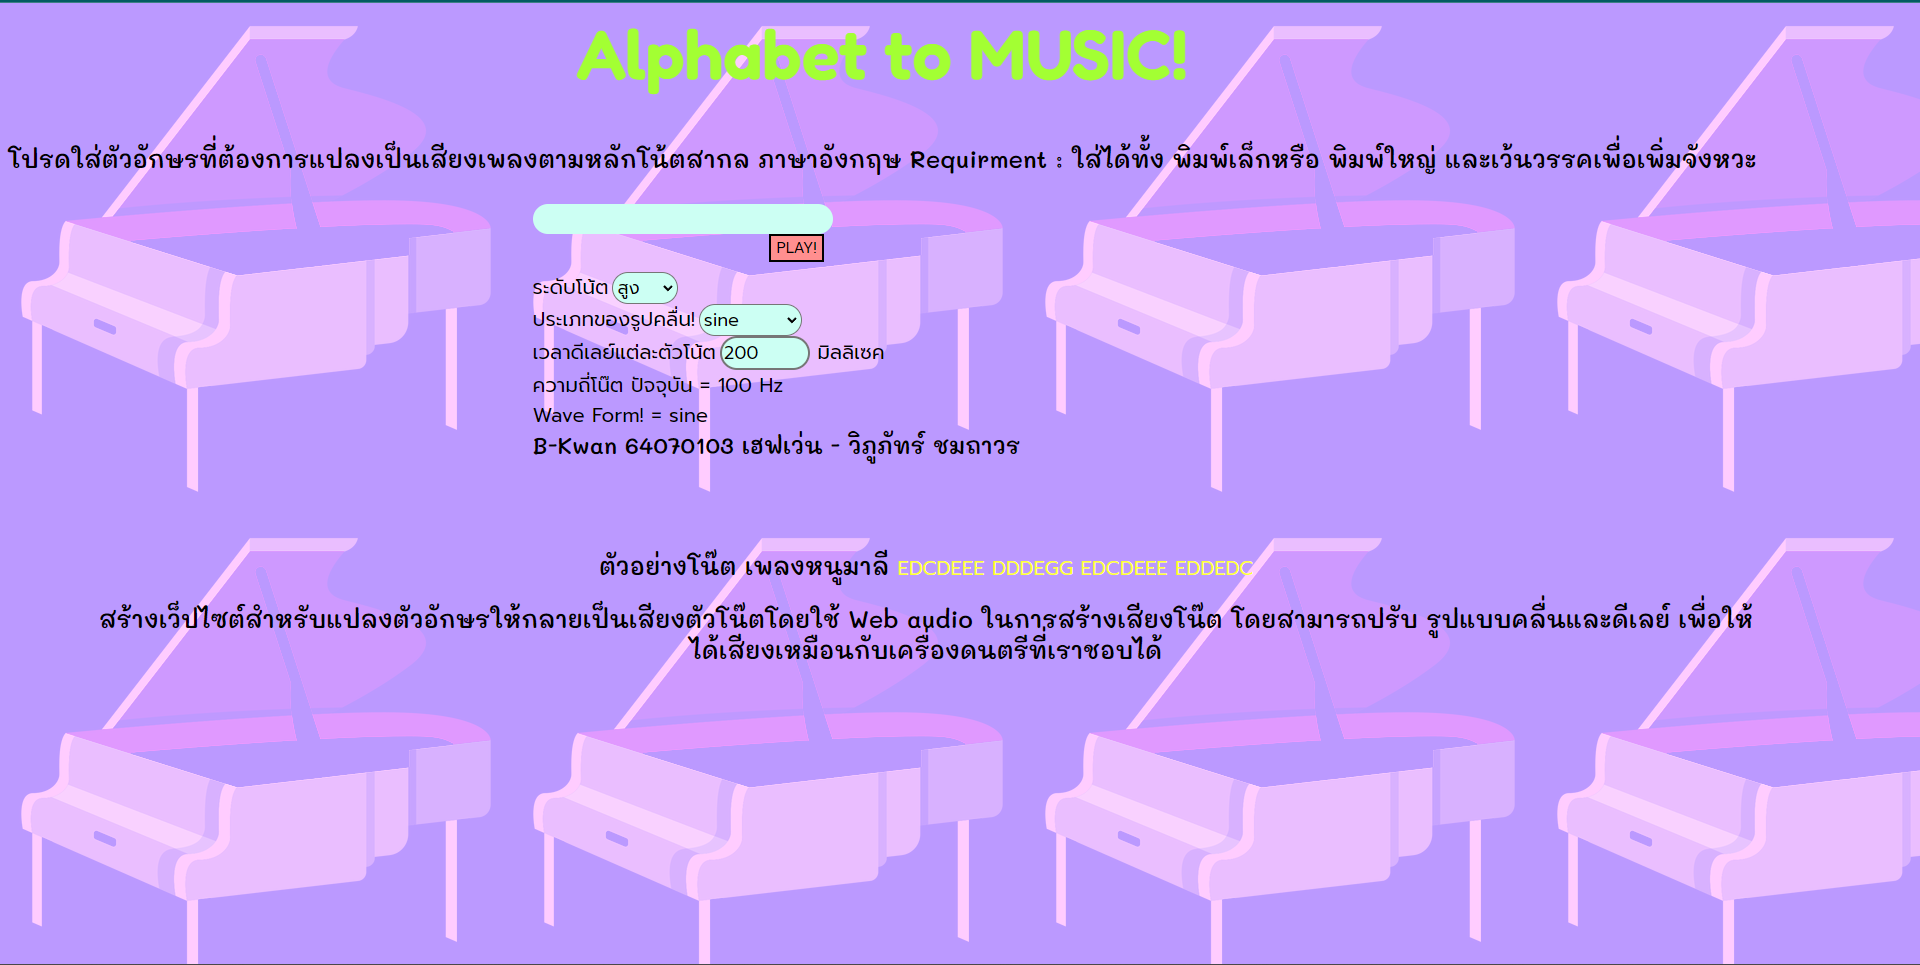 Alphabet to MUSIC!
โปรดใส่ตัวอักษรที่ต้องการแปลงเป็นเสียงเพลงตามหลักโน้ตสากล ภาษาอังกฤษ Requirment : ใส่ได้ทั้ง พิมพ์เล็กหรือ พิมพ์ใหญ่ และเว้นวรรคเพื่อเพิ่มจังหวะ
PLAY!
ระดับโน้ต สูง
ประเภทของรูปคลื่น! sine
เวลาดีเลย์แต่ละตัวโน้ต 200 มิลลิเซค
ความถี่โน๊ต ปัจจุบัน = 100 Hz
Wave Form! = sine
B-Kwan 64070103 เฮฟเว่น - วิภูภัทร์ ชมถาวร
ตัวอย่างโน๊ต เพลงหนูมาลี EDCDEEE DDDEGG EDCDEEE EDDEDC
สร้างเว็ปไซต์สำหรับแปลงตัวอักษรให้กลายเป็นเสียงตัวโน๊ตโดยใช้ Web audio ในการสร้างเสียงโน๊ต โดยสามารถปรับ รูปแบบคลื่นและดีเลย์ เพื่อให้
ได้เสียงเหมือนกับเครื่องดนตรีที่เราชอบได้